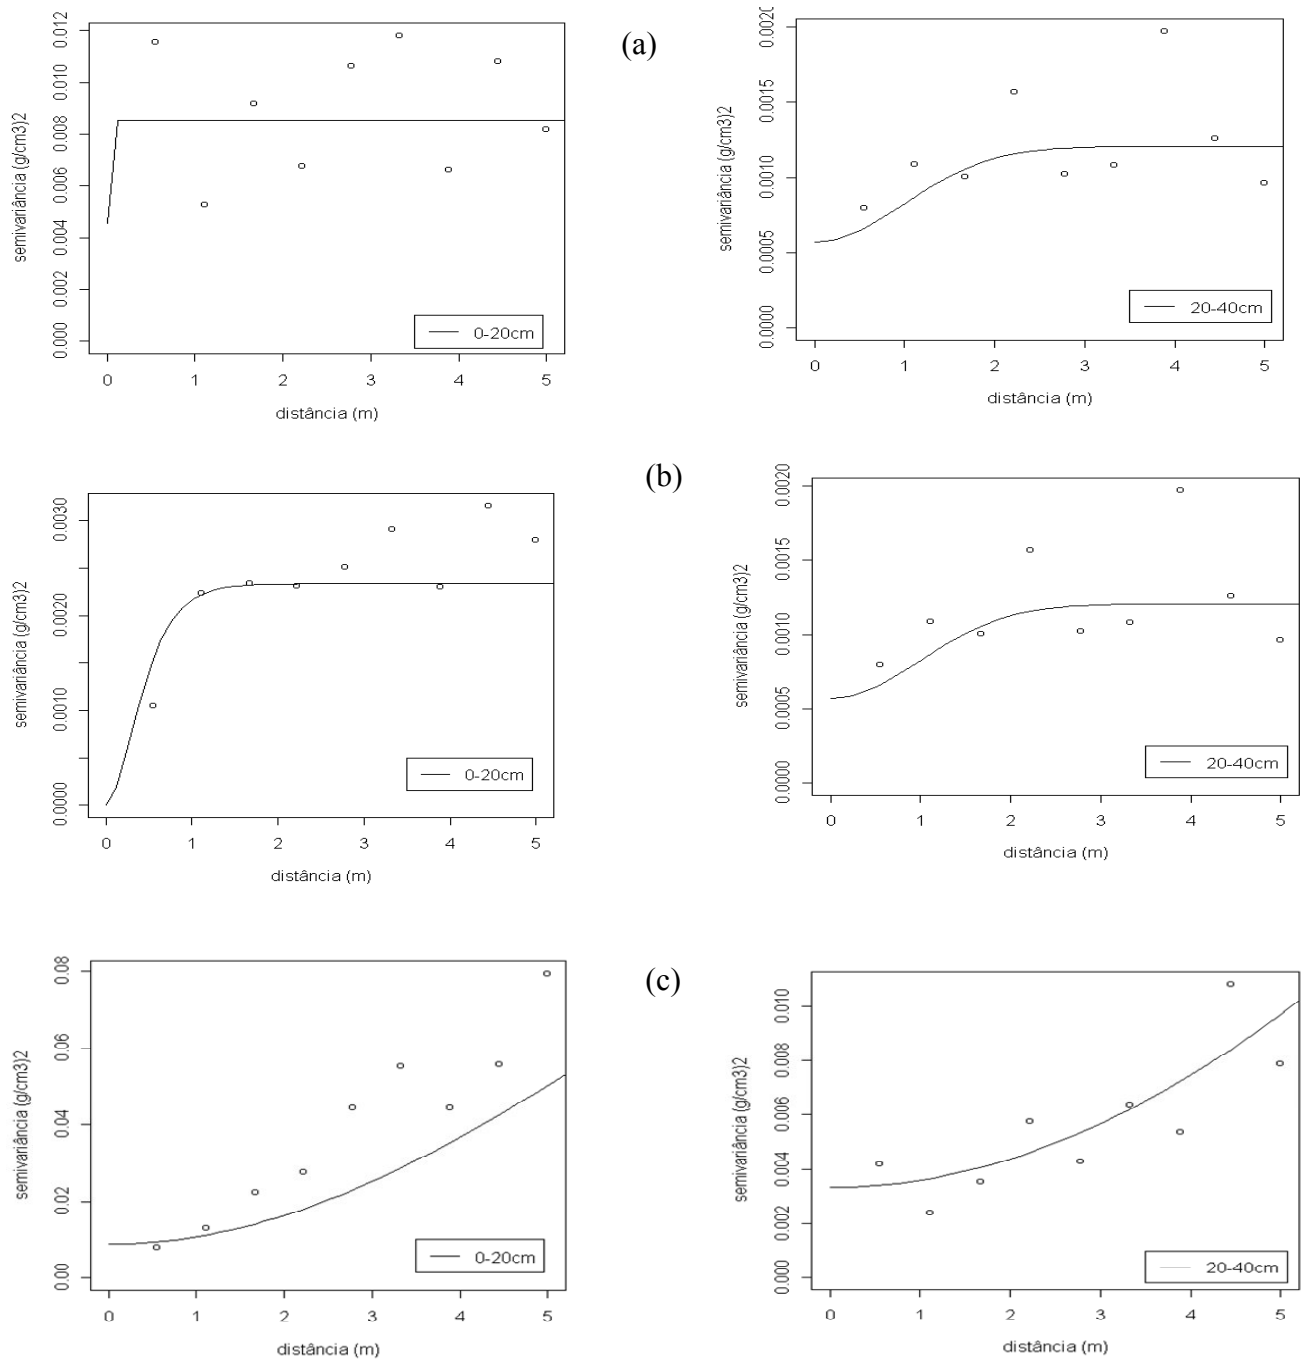 (a)
semivariância (g/cm3)2
0.000 0.002 0.004 0.006 0.008 0.010 0.012
0-20cm
0 1 2 3 4 5
distância (m)
semivariância (g/cm3)2
0.0000 0.0005 0.0010 0.0015 0.0020
20-40cm
0 1 2 3 4 5
distância (m)
(b)
semivariância (g/cm3)2
0.0000 0.0010 0.0020 0.0030
0-20cm
0 1 2 3 4 5
distância (m)
semivariância (g/cm3)2
0.0000 0.0005 0.0010 0.0015 0.0020
20-40cm
0 1 2 3 4 5
distância (m)
(c)
semivariância (g/cm3)2
0.00 0.02 0.04 0.06 0.08
0-20cm
0 1 2 3 4 5
distância (m)
semivariância (g/cm3)2
0.000 0.002 0.004 0.006 0.008 0.010
20-40cm
0 1 2 3 4 5
distância (m)